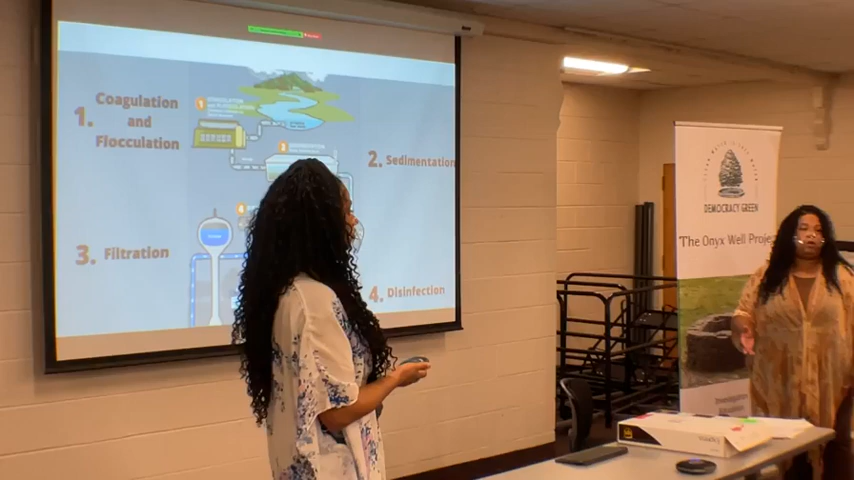 1.
Coagulation
and
Flocculation
2. Sedimentation
3. Filtration
4. Disinfection
DEMOCRACY GREEN
The Onyx Well Proje